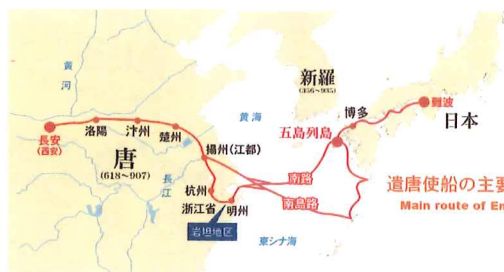 黄河
新羅
(356~935)
難波
博多
日本
黄海
五島列島
長安
(西安)
洛陽
汴州
楚州
揚州(江都)
唐
(618~907)
長江
南路
遣唐使船の主要
Main route of En
杭州
南島路
浙江省
明州
岩坦地区
東シナ海